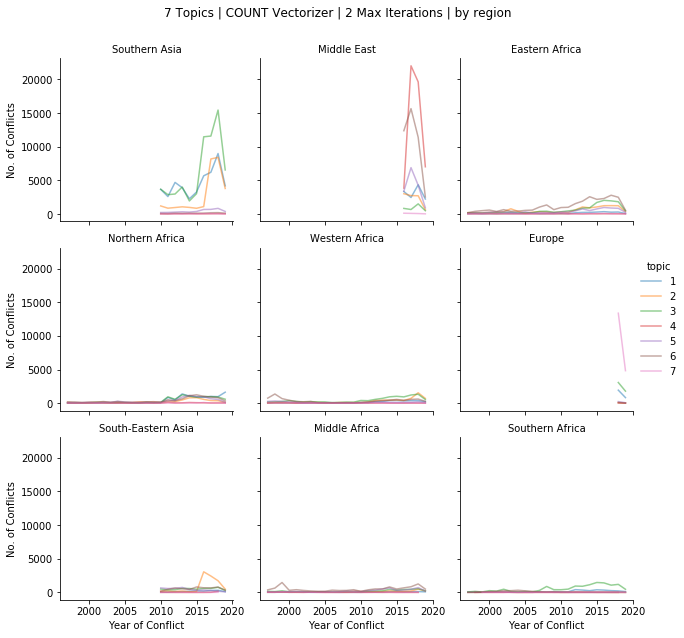 7 Topics | COUNT Vectorizer | 2 Max Iterations | by region
Southern Asia
Middle East
Eastern Africa
No. of Conflicts
20000
15000
10000
5000
0
Northern Africa
Western Africa
Europe
No. of Conflicts
20000
15000
10000
5000
0
topic
1
2
3
4
5
6
7
South-Eastern Asia
Middle Africa
Southern Africa
No. of Conflicts
20000
15000
10000
5000
0
2000 2005 2010 2015 2020
2000 2005 2010 2015 2020
2000 2005 2010 2015 2020
Year of Conflict
Year of Conflict
Year of Conflict